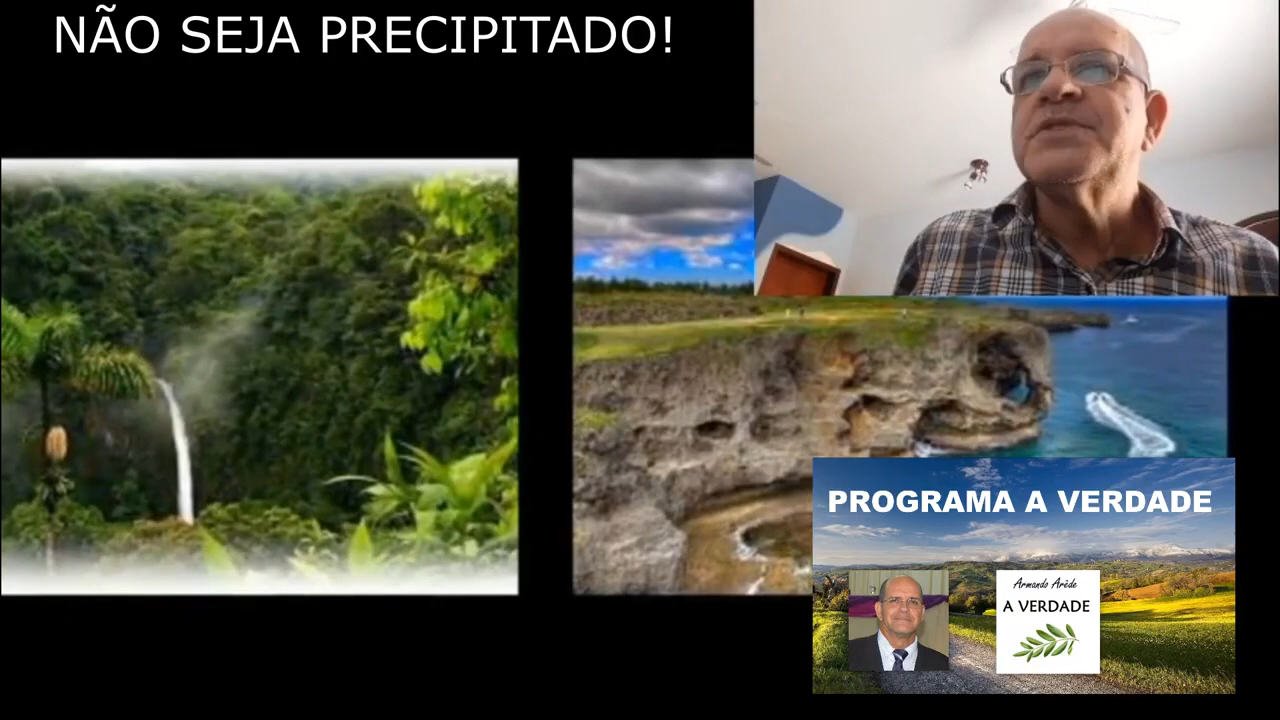 NÃO SEJA PRECIPITADO!
PROGRAMA A VERDADE
Armando Arêde
A VERDADE